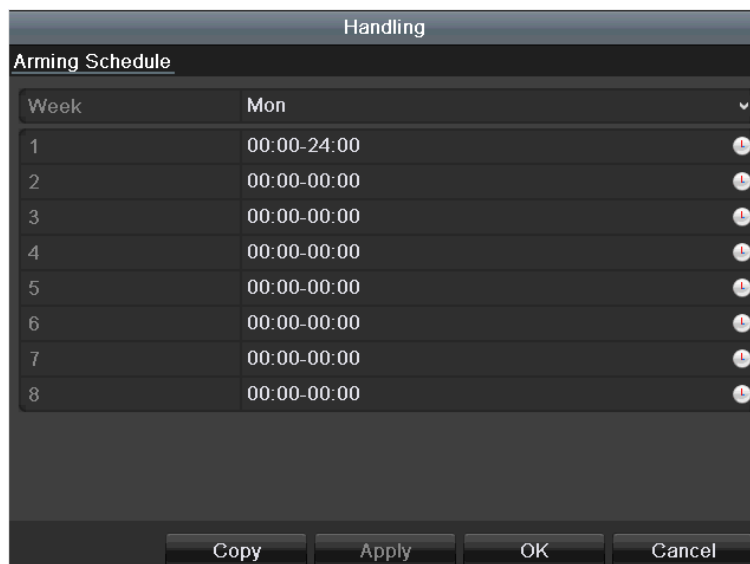 Handling
Arming Schedule
Week Mon
1 00:00-24:00
2 00:00-00:00
3 00:00-00:00
4 00:00-00:00
5 00:00-00:00
6 00:00-00:00
7 00:00-00:00
8 00:00-00:00
Copy Apply OK Cancel